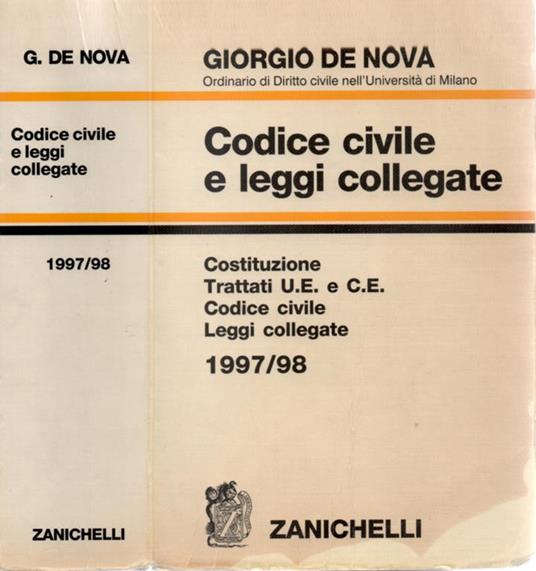 G. DE NOVA
Codice civile
e leggi
collegate
1997/98
ZANICHELLI
GIORGIO DE NOVA
Ordinario di Diritto civile nell'Università di Milano
Codice civile
e leggi collegate
Costituzione
Trattati U.E. e C.E.
Codice civile
Leggi collegate
1997/98
ZANICHELLI